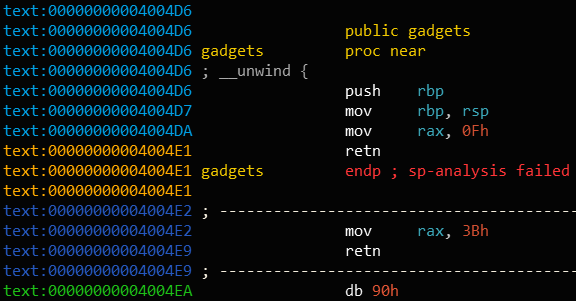 text:00000000004004D6
text:00000000004004D6 public gadgets
text:00000000004004D6 gadgets proc near
text:00000000004004D6 ; __unwind {
text:00000000004004D6 push rbp
text:00000000004004D7 mov rbp, rsp
text:00000000004004DA mov rax, 0Fh
text:00000000004004E1 retn
text:00000000004004E1 gadgets endp ; sp-analysis failed
text:00000000004004E1
text:00000000004004E2 ; ---------------------------------------
text:00000000004004E2 mov rax, 3Bh
text:00000000004004E9 retn
text:00000000004004E9 ; ---------------------------------------
text:00000000004004EA db 90h